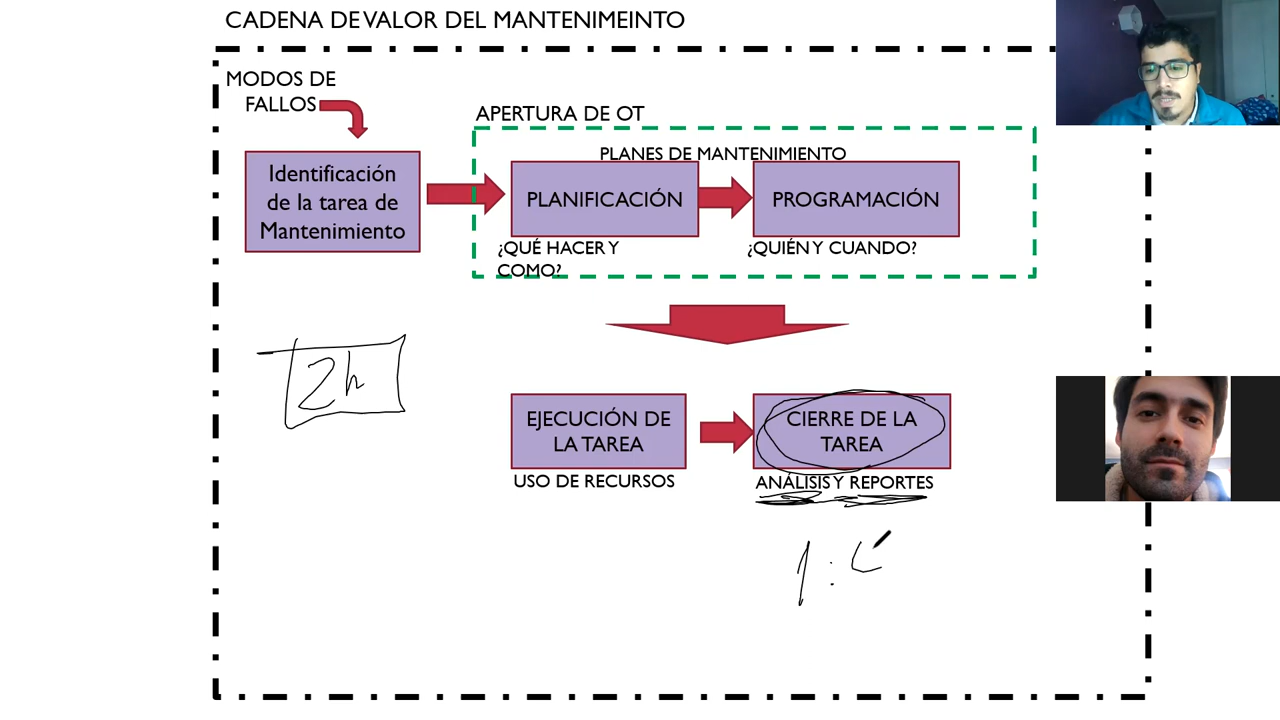 CADENA DE VALOR DEL MANTENIMEINTO
MODOS DE
FALLOS
APERTURA DE OT
PLANES DE MANTENIMIENTO
Identificación
de la tarea de
Mantenimiento
PLANIFICACIÓN
PROGRAMACIÓN
¿QUÉ HACER Y
COMO?
¿QUIÉN Y CUANDO?
2h
EJECUCIÓN DE
LA TAREA
CIERRE DE LA
TAREA
USO DE RECURSOS
ANÁLISIS Y REPORTES